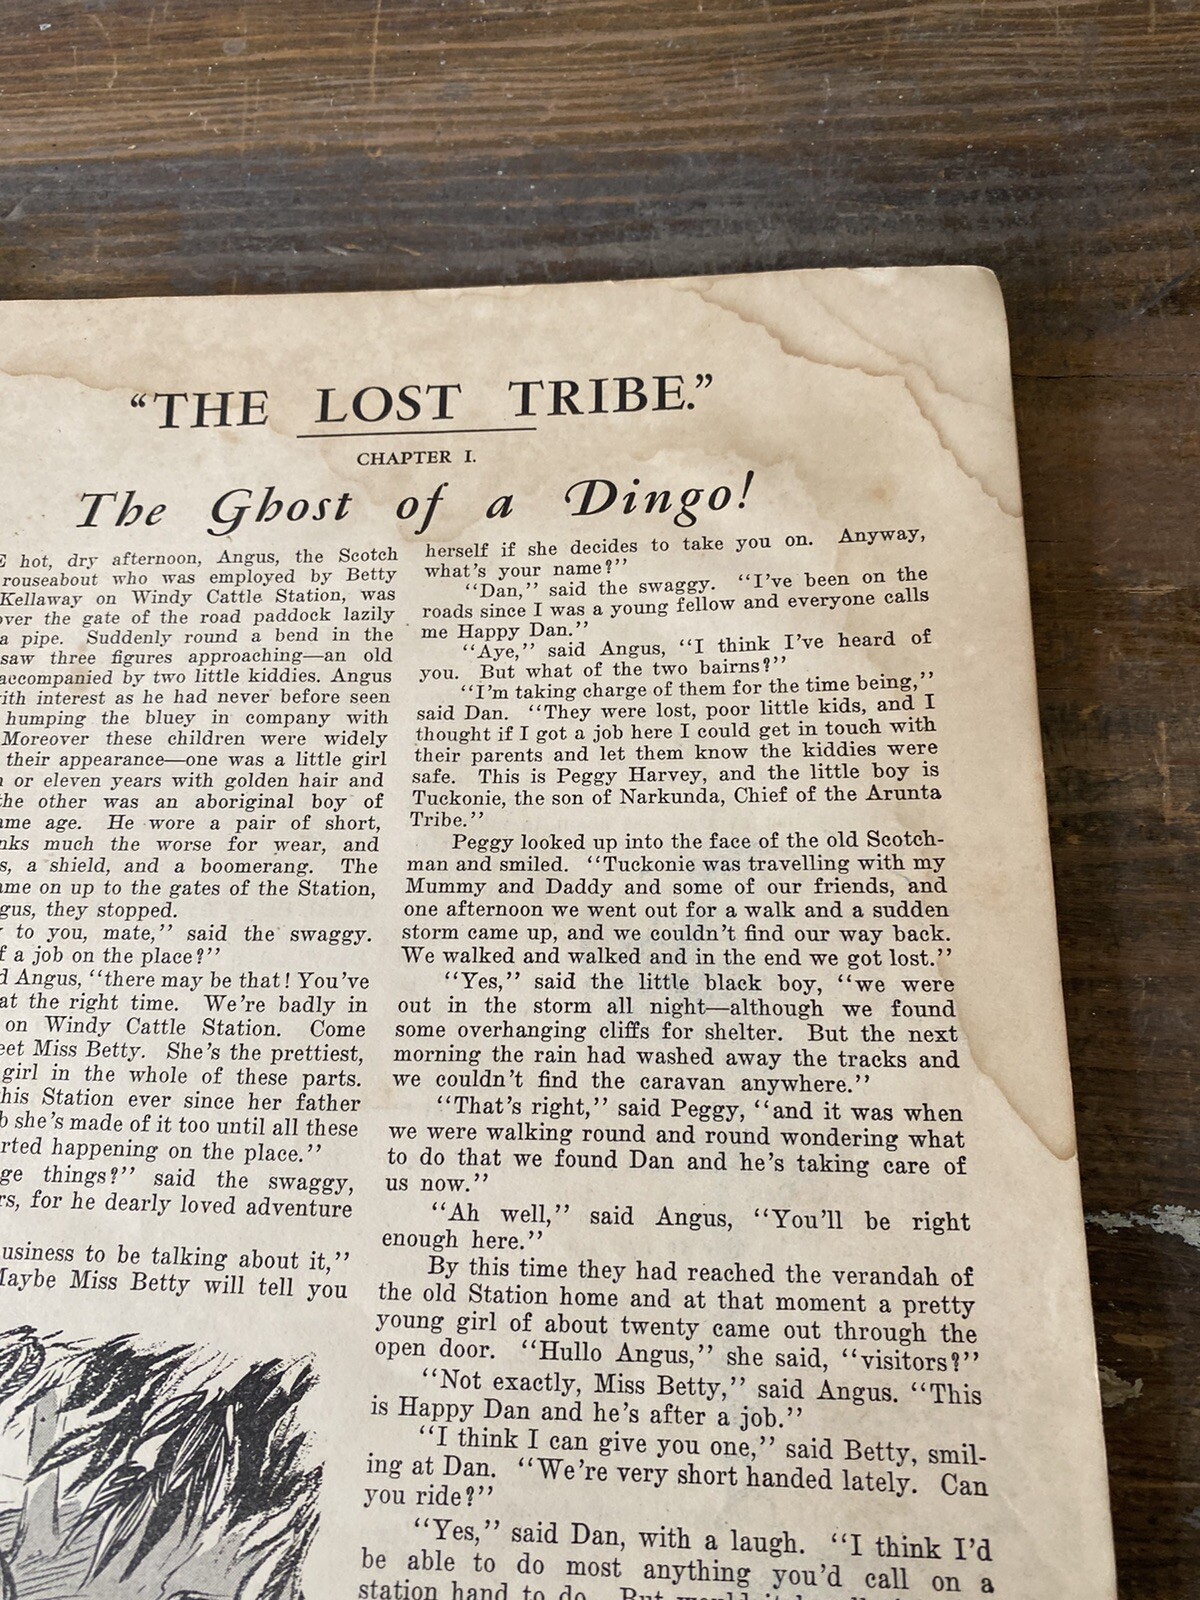 "THE LOST TRIBE."
CHAPTER I.
The Ghost of a Dingo!
hot, dry afternoon, Angus, the Scotch
rouseabout who was employed by Betty
Kellaway on Windy Cattle Station, was
over the gate of the road paddock lazily
a pipe. Suddenly round a bend in the
saw three figures approaching—an old
accompanied by two little kiddies. Angus
with interest as he had never before seen
humping the bluey in company with
Moreover these children were widely
their appearance—one was a little girl
or eleven years with golden hair and
the other was an aboriginal boy of
same age. He wore a pair of short,
much the worse for wear, and
a shield, and a boomerang. The
came on up to the gates of the Station,
Angus, they stopped.
to you, mate," said the swaggy.
of a job on the place?"
Angus, "there may be that! You've
at the right time. We're badly in
on Windy Cattle Station. Come
meet Miss Betty. She's the prettiest,
girl in the whole of these parts.
this Station ever since her father
she's made of it too until all these
started happening on the place."
things?" said the swaggy,
for he dearly loved adventure
business to be talking about it,"
Maybe Miss Betty will tell you
herself if she decides to take you on. Anyway,
what's your name?"
"Dan," said the swaggy. "I've been on the
roads since I was a young fellow and everyone calls
me Happy Dan."
"Aye," said Angus, "I think I've heard of
you. But what of the two bairns?"
"I'm taking charge of them for the time being,"
said Dan. "They were lost, poor little kids, and I
thought if I got a job here I could get in touch with
their parents and let them know the kiddies were
safe. This is Peggy Harvey, and the little boy is
Tuckonie, the son of Narkunda, Chief of the Arunta
Tribe."
Peggy looked up into the face of the old Scotch-
man and smiled. "Tuckonie was travelling with my
Mummy and Daddy and some of our friends, and
one afternoon we went out for a walk and a sudden
storm came up, and we couldn't find our way back.
We walked and walked and in the end we got lost."
"Yes," said the little black boy, "we were
out in the storm all night—although we found
some overhanging cliffs for shelter. But the next
morning the rain had washed away the tracks and
we couldn't find the caravan anywhere."
"That's right," said Peggy, "and it was when
we were walking round and round wondering what
to do that we found Dan and he's taking care of
us now."
"Ah well," said Angus, "You'll be right
enough here."
By this time they had reached the verandah of
the old Station home and at that moment a pretty
young girl of about twenty came out through the
open door. "Hullo Angus," she said, "visitors?"
"Not exactly, Miss Betty," said Angus. "This
is Happy Dan and he's after a job."
"I think I can give you one," said Betty, smil-
ing at Dan. "We're very short handed lately. Can
you ride?"
"Yes," said Dan, with a laugh. "I think I'd
be able to do most anything you'd call on a
station hand to do. But